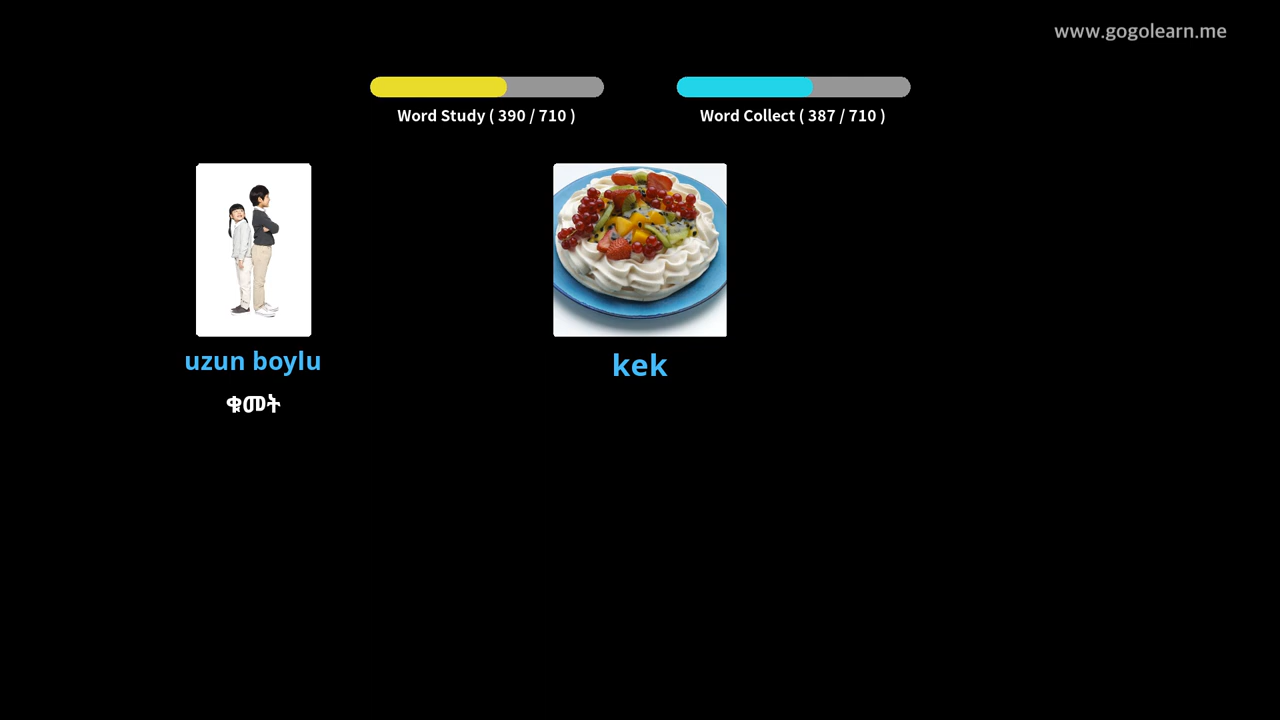 www.gogolearn.me
Word Study ( 390 / 710 )
Word Collect ( 387 / 710 )
uzun boylu
ቁመት
kek